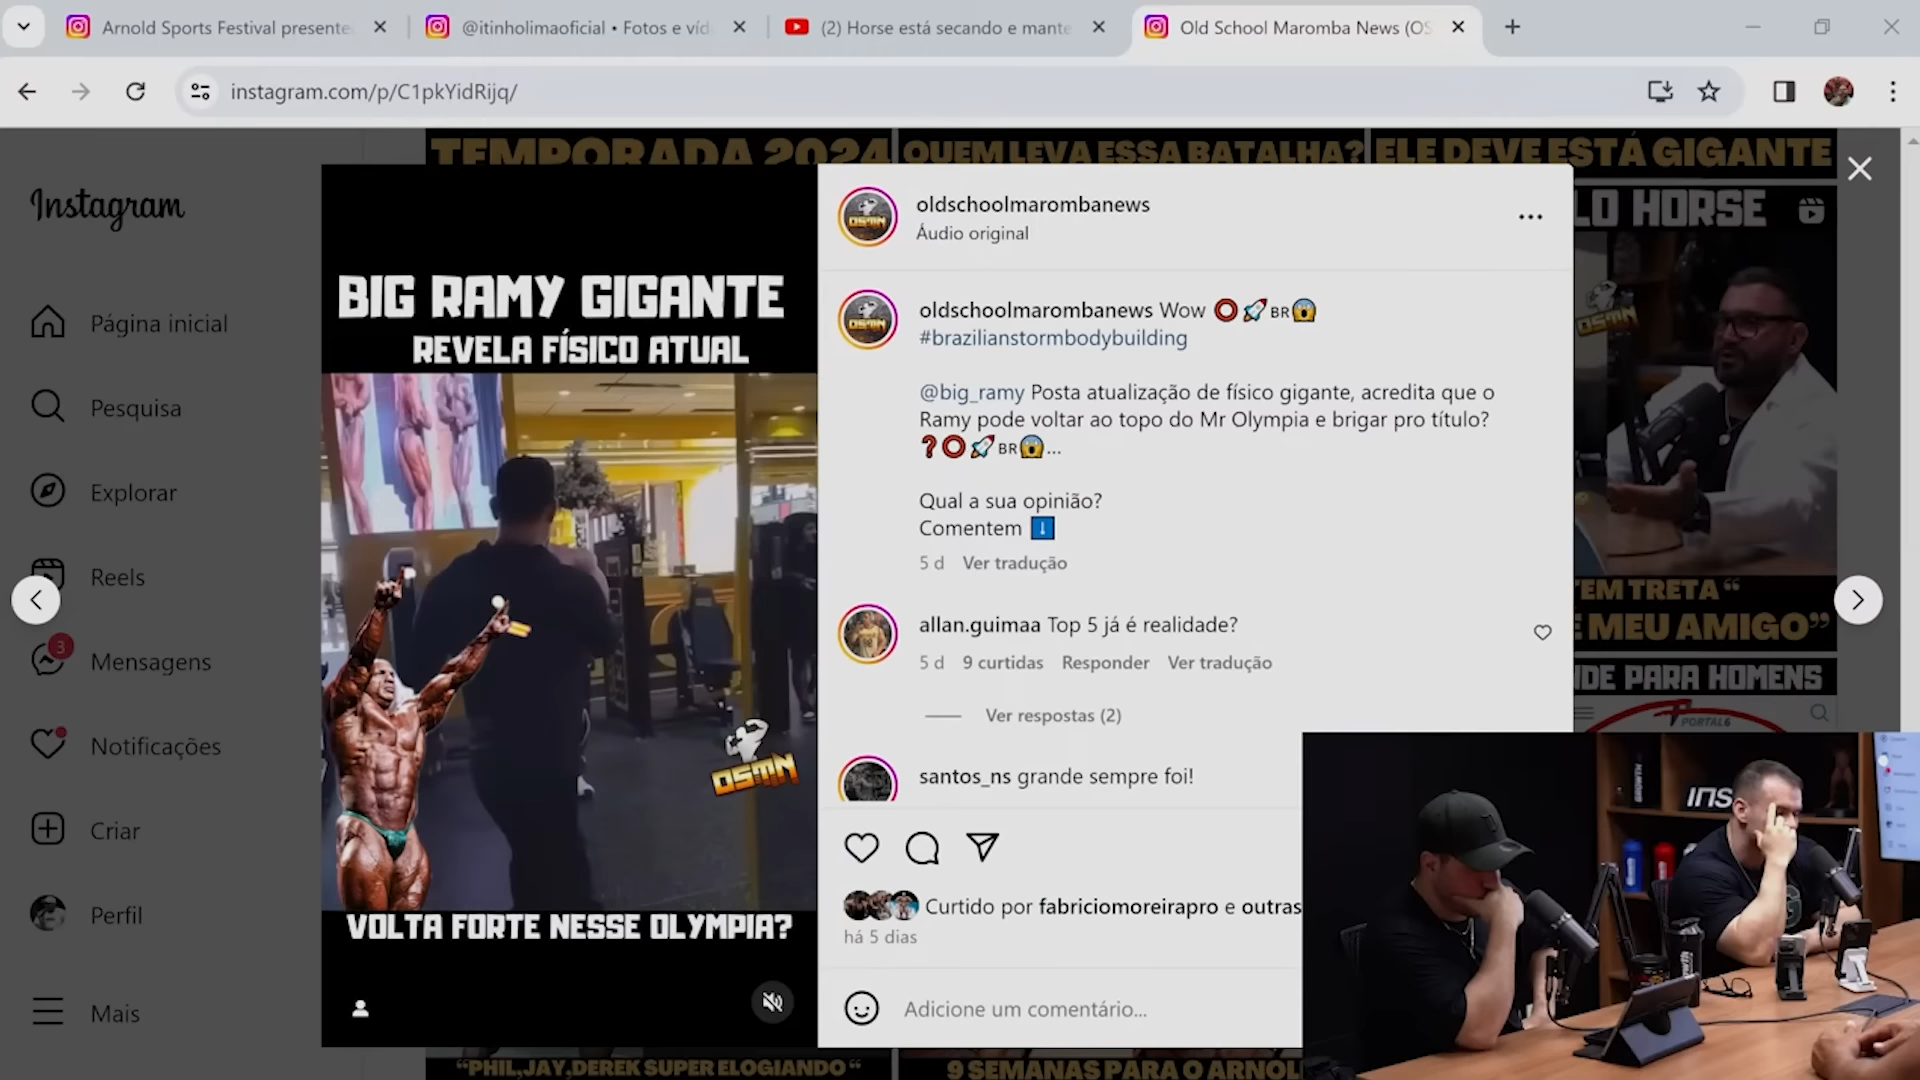 Arnold Sports Festival presente
@itinholimaoficial • Fotos e víd
(2) Horse está secando e mante
Old School Maromba News (OS
instagram.com/p/C1pkYidRijq/
TEMPORADA 2024
QUEM LEVA ESSA BATALHA?
ELE DEVE ESTÁ GIGANTE
Instagram
Página inicial
Pesquisa
Explorar
Reels
3
Mensagens
Notificações
Criar
Perfil
Mais
BIG RAMY GIGANTE
REVELA FÍSICO ATUAL
OSMN
VOLTA FORTE NESSE OLYMPIA?
oldschoolmarombanews
Áudio original
oldschoolmarombanews Wow ⭕🚀BR😱
#brazilianstormbodybuilding
@big_ramy Posta atualização de físico gigante, acredita que o
Ramy pode voltar ao topo do Mr Olympia e brigar pro título?
❓⭕🚀BR😱...
Qual a sua opinião?
Comentem ⬇️
5 d Ver tradução
allan.guimaa Top 5 já é realidade?
5 d 9 curtidas Responder Ver tradução
Ver respostas (2)
santos_ns grande sempre foi!
Curtido por fabriciomoreirapro e outras
há 5 dias
Adicione um comentário...
LO HORSE
OSMN
TEM TRETA “
E MEU AMIGO”
DE PARA HOMENS
PORTAL6
INS
“PHIL,JAY,DEREK SUPER ELOGIANDO “
9 SEMANAS PARA O ARNOL